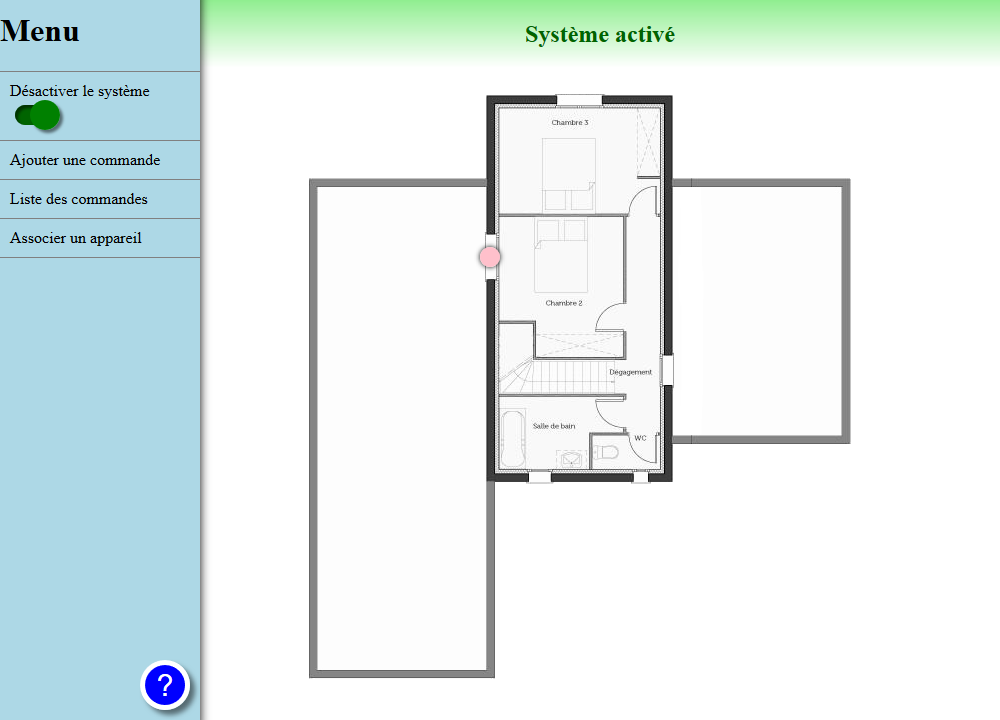 Menu
Système activé
Désactiver le système
Ajouter une commande
Liste des commandes
Associer un appareil
Chambre 3
Chambre 2
Dégagement
Salle de bain
WC
?